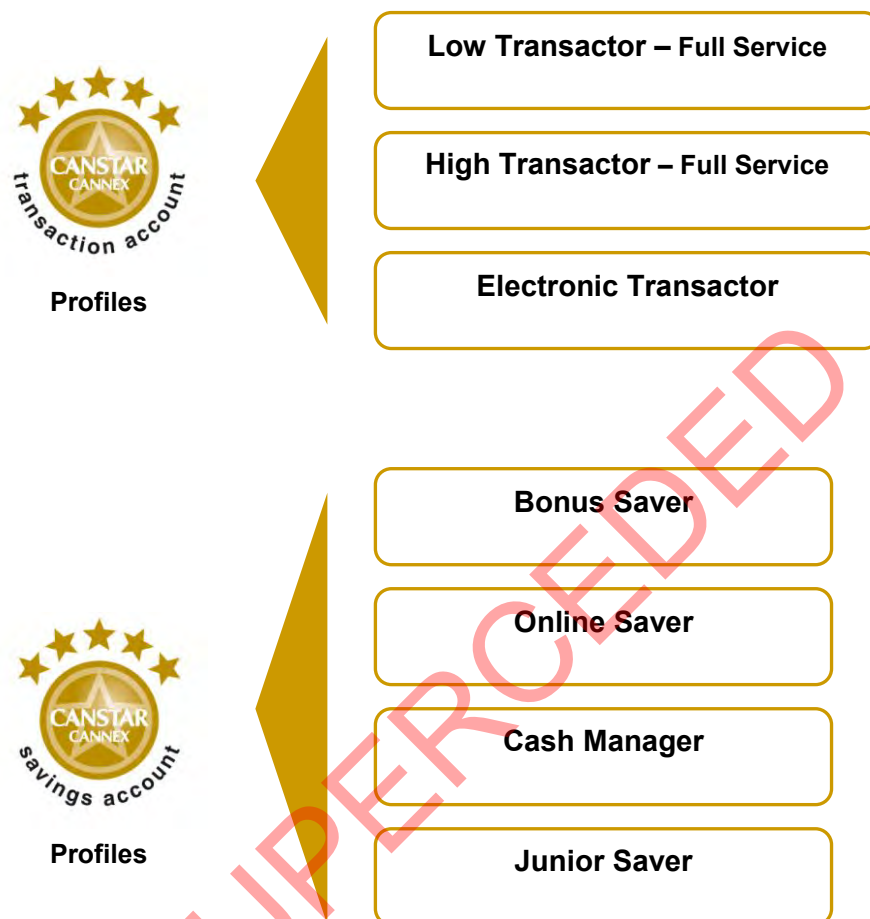 Low Transactor – Full Service
CANSTAR
CANNEX
transaction account
High Transactor – Full Service
Profiles
Electronic Transactor
Bonus Saver
Online Saver
CANSTAR
CANNEX
savings account
Cash Manager
Profiles
Junior Saver
UPERCEDED